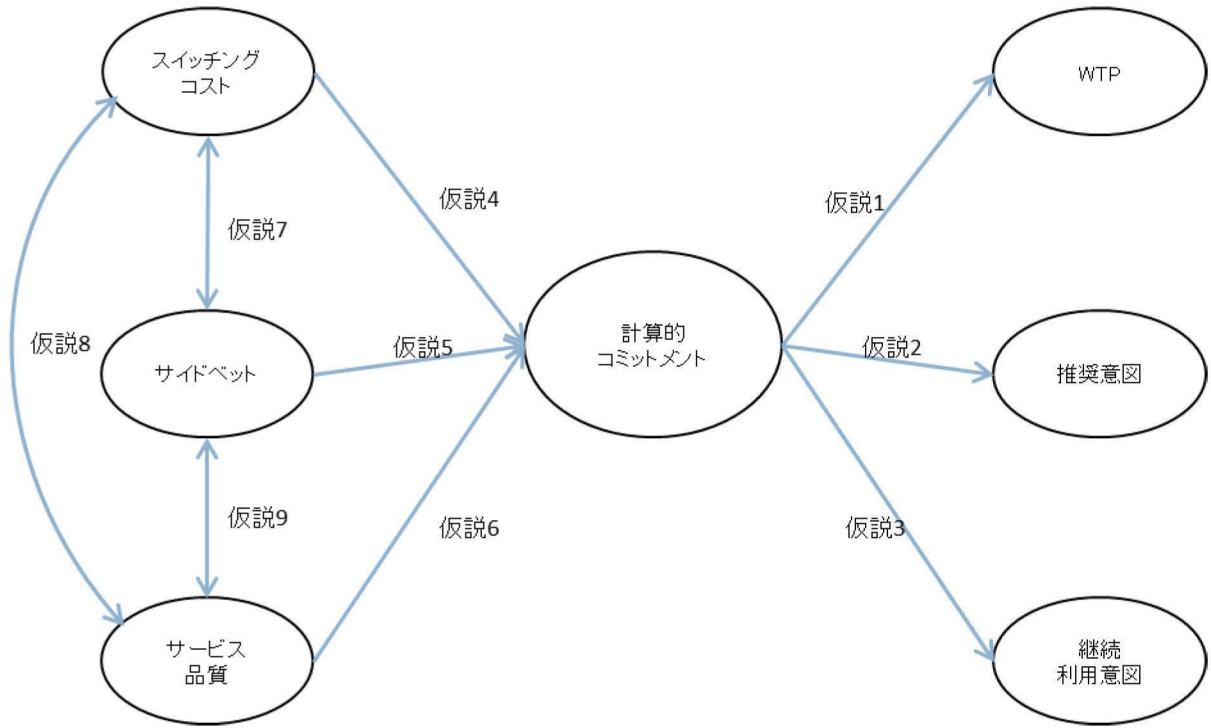 スイッチング
コスト
WTP
仮説4
仮説1
仮説7
仮説8
サイドベット
仮説5
計算的
コミットメント
仮説2
推奨意図
仮説9
仮説6
仮説3
サービス
品質
継続
利用意図